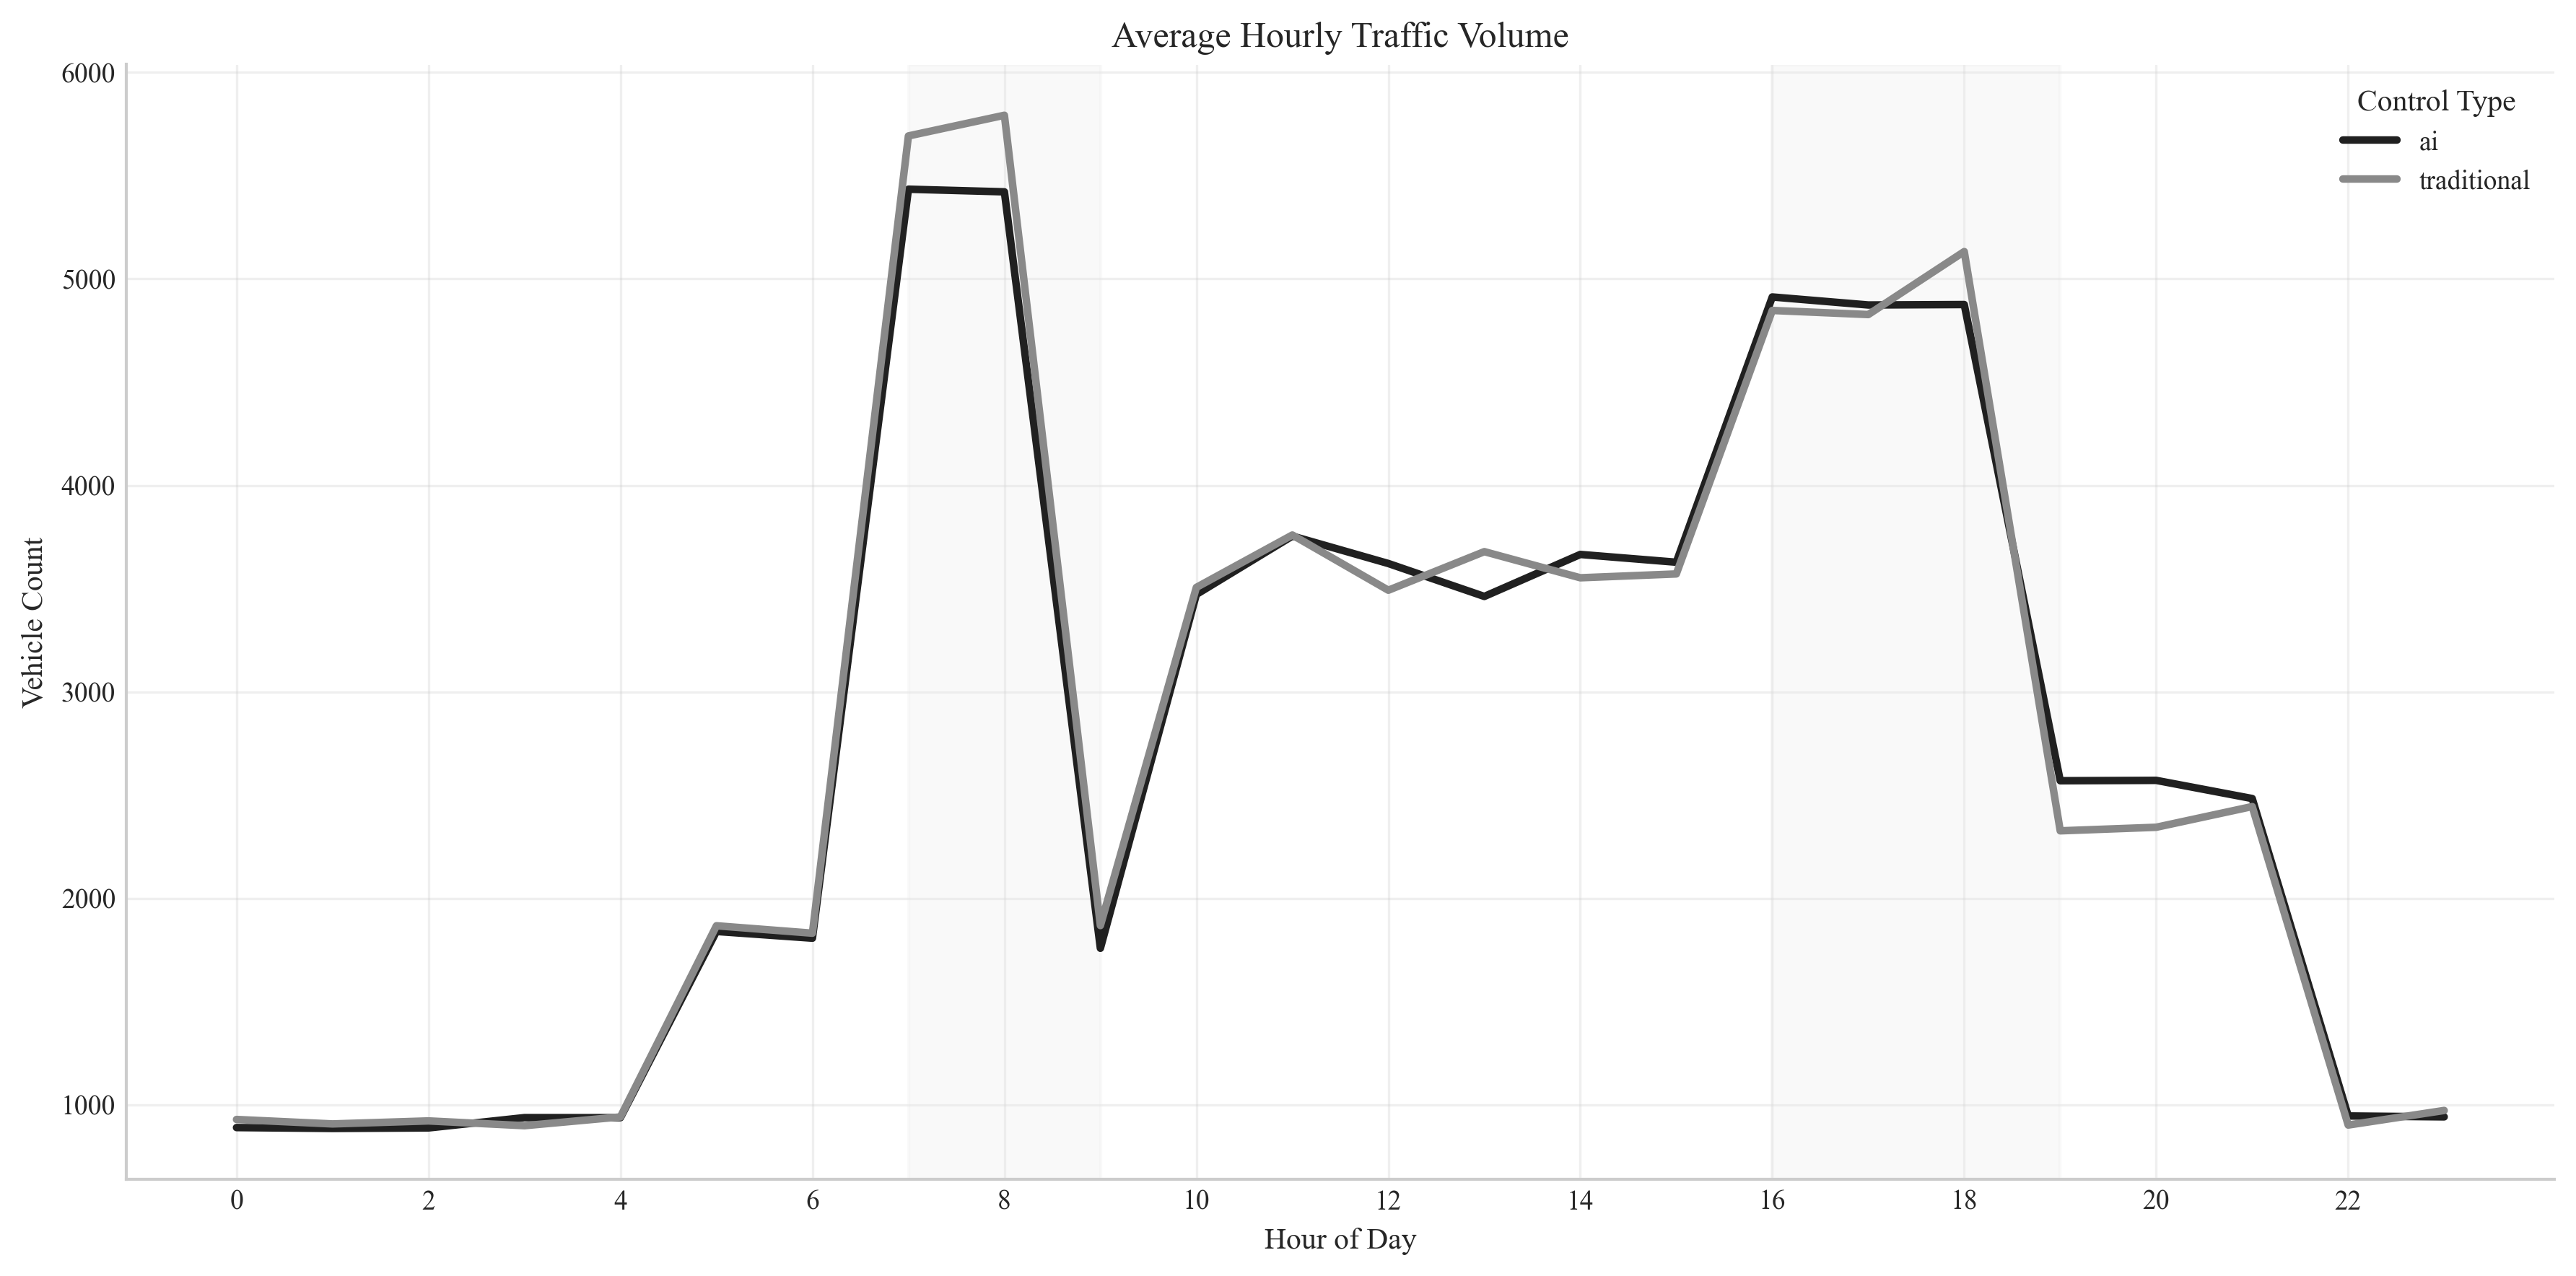 Average Hourly Traffic Volume
6000
5000
4000
3000
2000
1000
Vehicle Count
Control Type
ai
traditional
0 2 4 6 8 10 12 14 16 18 20 22
Hour of Day